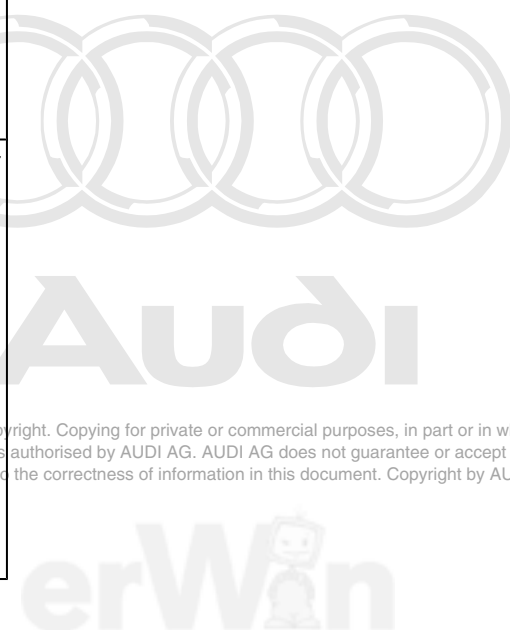 Audi
yright. Copying for private or commercial purposes, in part or in w
s authorised by AUDI AG. AUDI AG does not guarantee or accept
o the correctness of information in this document. Copyright by AU
erWin